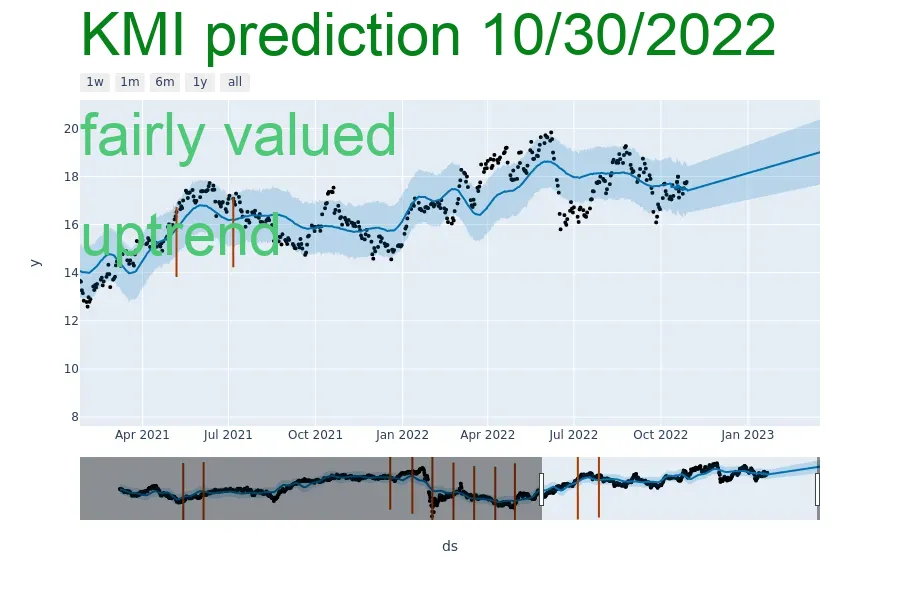 KMI prediction 10/30/2022
1w 1m 6m 1y all
fairly valued
uptrend
20
18
16
14
12
10
8
y
Apr 2021 Jul 2021 Oct 2021 Jan 2022 Apr 2022 Jul 2022 Oct 2022 Jan 2023
ds